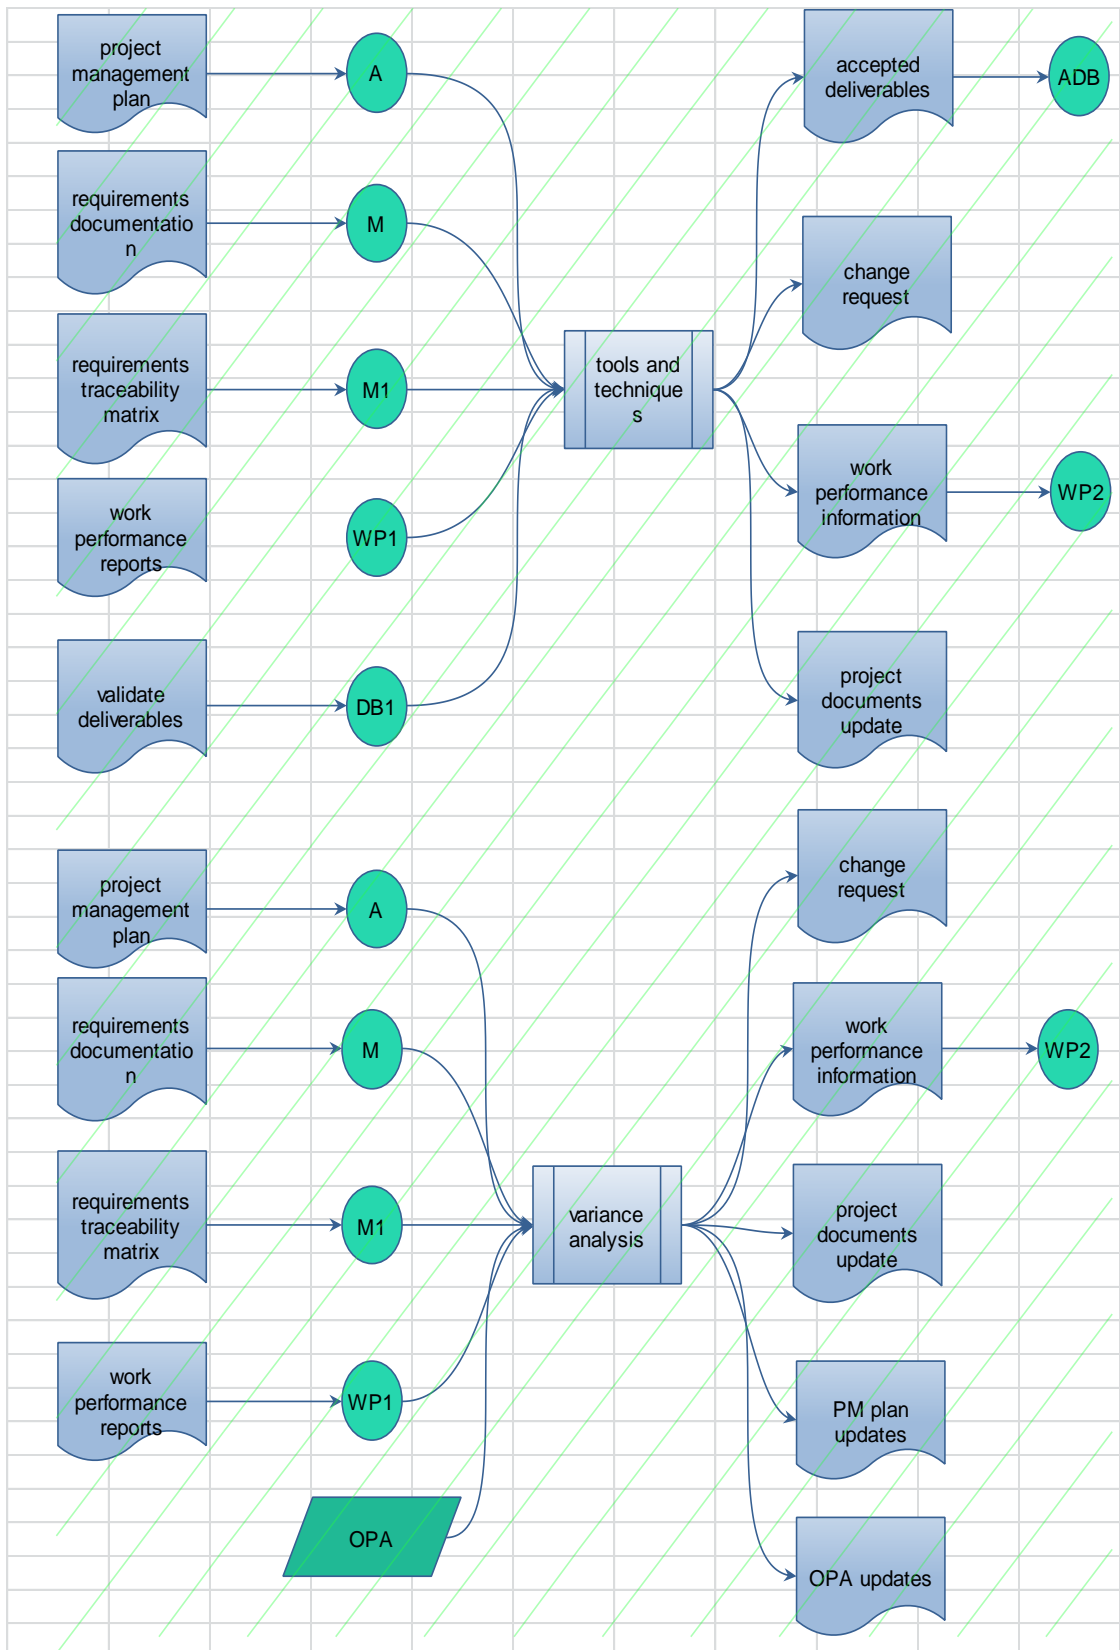 project
management
plan
A
accepted
deliverables
ADB
requirements
documentatio
n
M
change
request
requirements
traceability
matrix
M1
tools and
technique
s
work
performance
reports
WP1
work
performance
information
WP2
validate
deliverables
DB1
project
documents
update
project
management
plan
A
change
request
requirements
documentatio
n
M
work
performance
information
WP2
requirements
traceability
matrix
M1
variance
analysis
project
documents
update
work
performance
reports
WP1
PM plan
updates
OPA
OPA updates